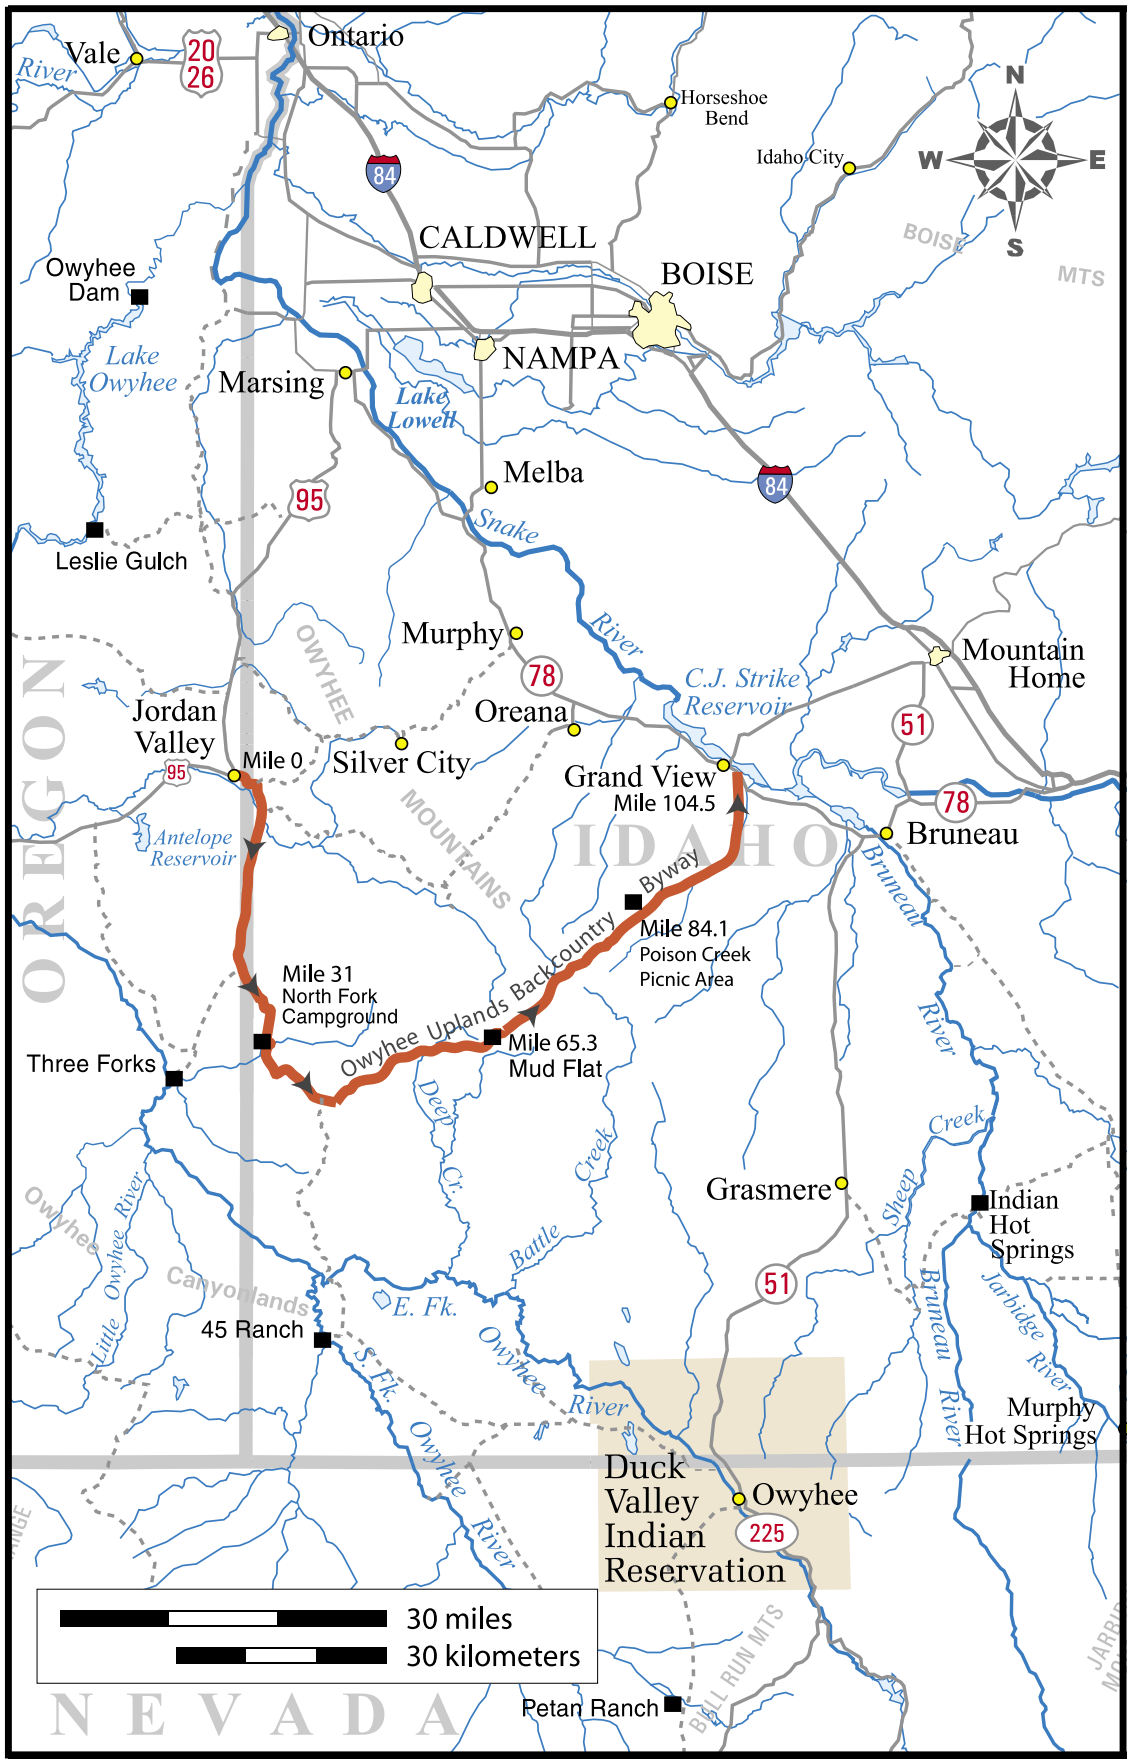 Ontario
Vale
20
26
River
Horseshoe
Bend
Idaho City
N
W
E
S
84
BOISE
MTS
CALDWELL
BOISE
Owyhee
Dam
Lake
Owyhee
NAMPA
Marsing
Lake
Lowell
Melba
84
95
Snake
Leslie Gulch
River
Murphy
OWYHEE
Mountain
Home
78
C.J. Strike
Reservoir
Oreana
51
Jordan
Valley
Mile 0
95
Silver City
Grand View
Mile 104.5
78
OREGON
MOUNTAINS
IDAHO
Bruneau
Antelope
Reservoir
Bruneau
River
Owyhee Uplands Backcountry Byway
Mile 84.1
Poison Creek
Picnic Area
Mile 31
North Fork
Campground
Mile 65.3
Mud Flat
Three Forks
Deep
Cr.
Creek
Battle
Creek
Sheep
Grasmere
Indian
Hot
Springs
Owyhee
Canyonlands
Little Owyhee River
51
E. Fk.
Owyhee
River
45 Ranch
S. Fk.
Owyhee
River
Bruneau
River
Jarbidge
River
Murphy
Hot Springs
Duck
Valley
Indian
Reservation
Owyhee
225
ANGE
30 miles
30 kilometers
NEVADA
Petan Ranch
BULL RUN MTS
JARBID
MO